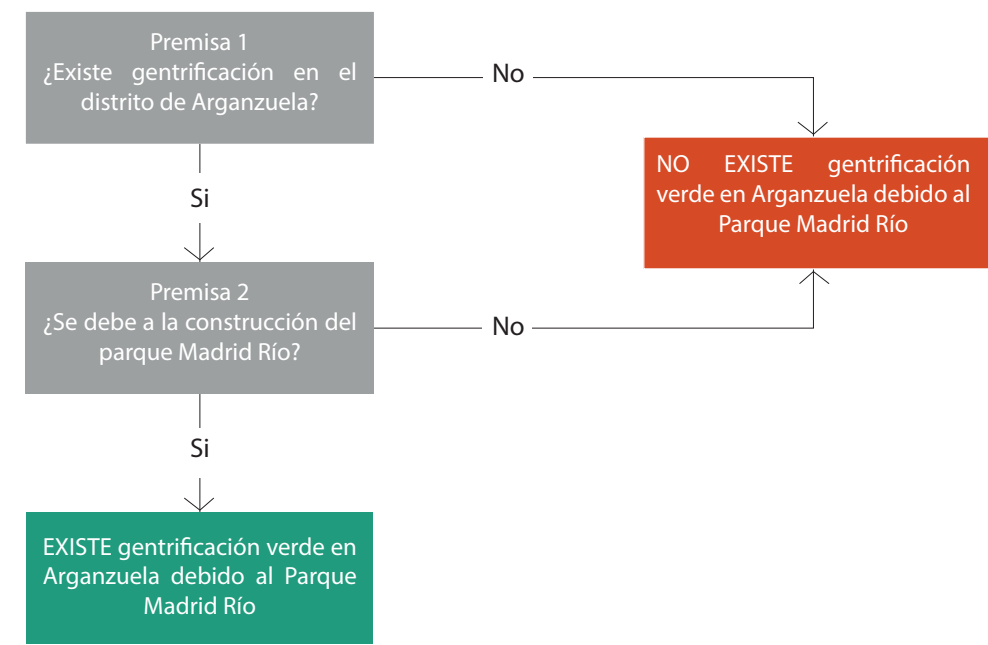 Premisa 1
¿Existe gentrificación en el
distrito de Arganzuela?
No
NO EXISTE gentrificación
verde en Arganzuela debido al
Parque Madrid Río
Si
Premisa 2
¿Se debe a la construcción del
parque Madrid Río?
No
Si
EXISTE gentrificación verde en
Arganzuela debido al Parque
Madrid Río